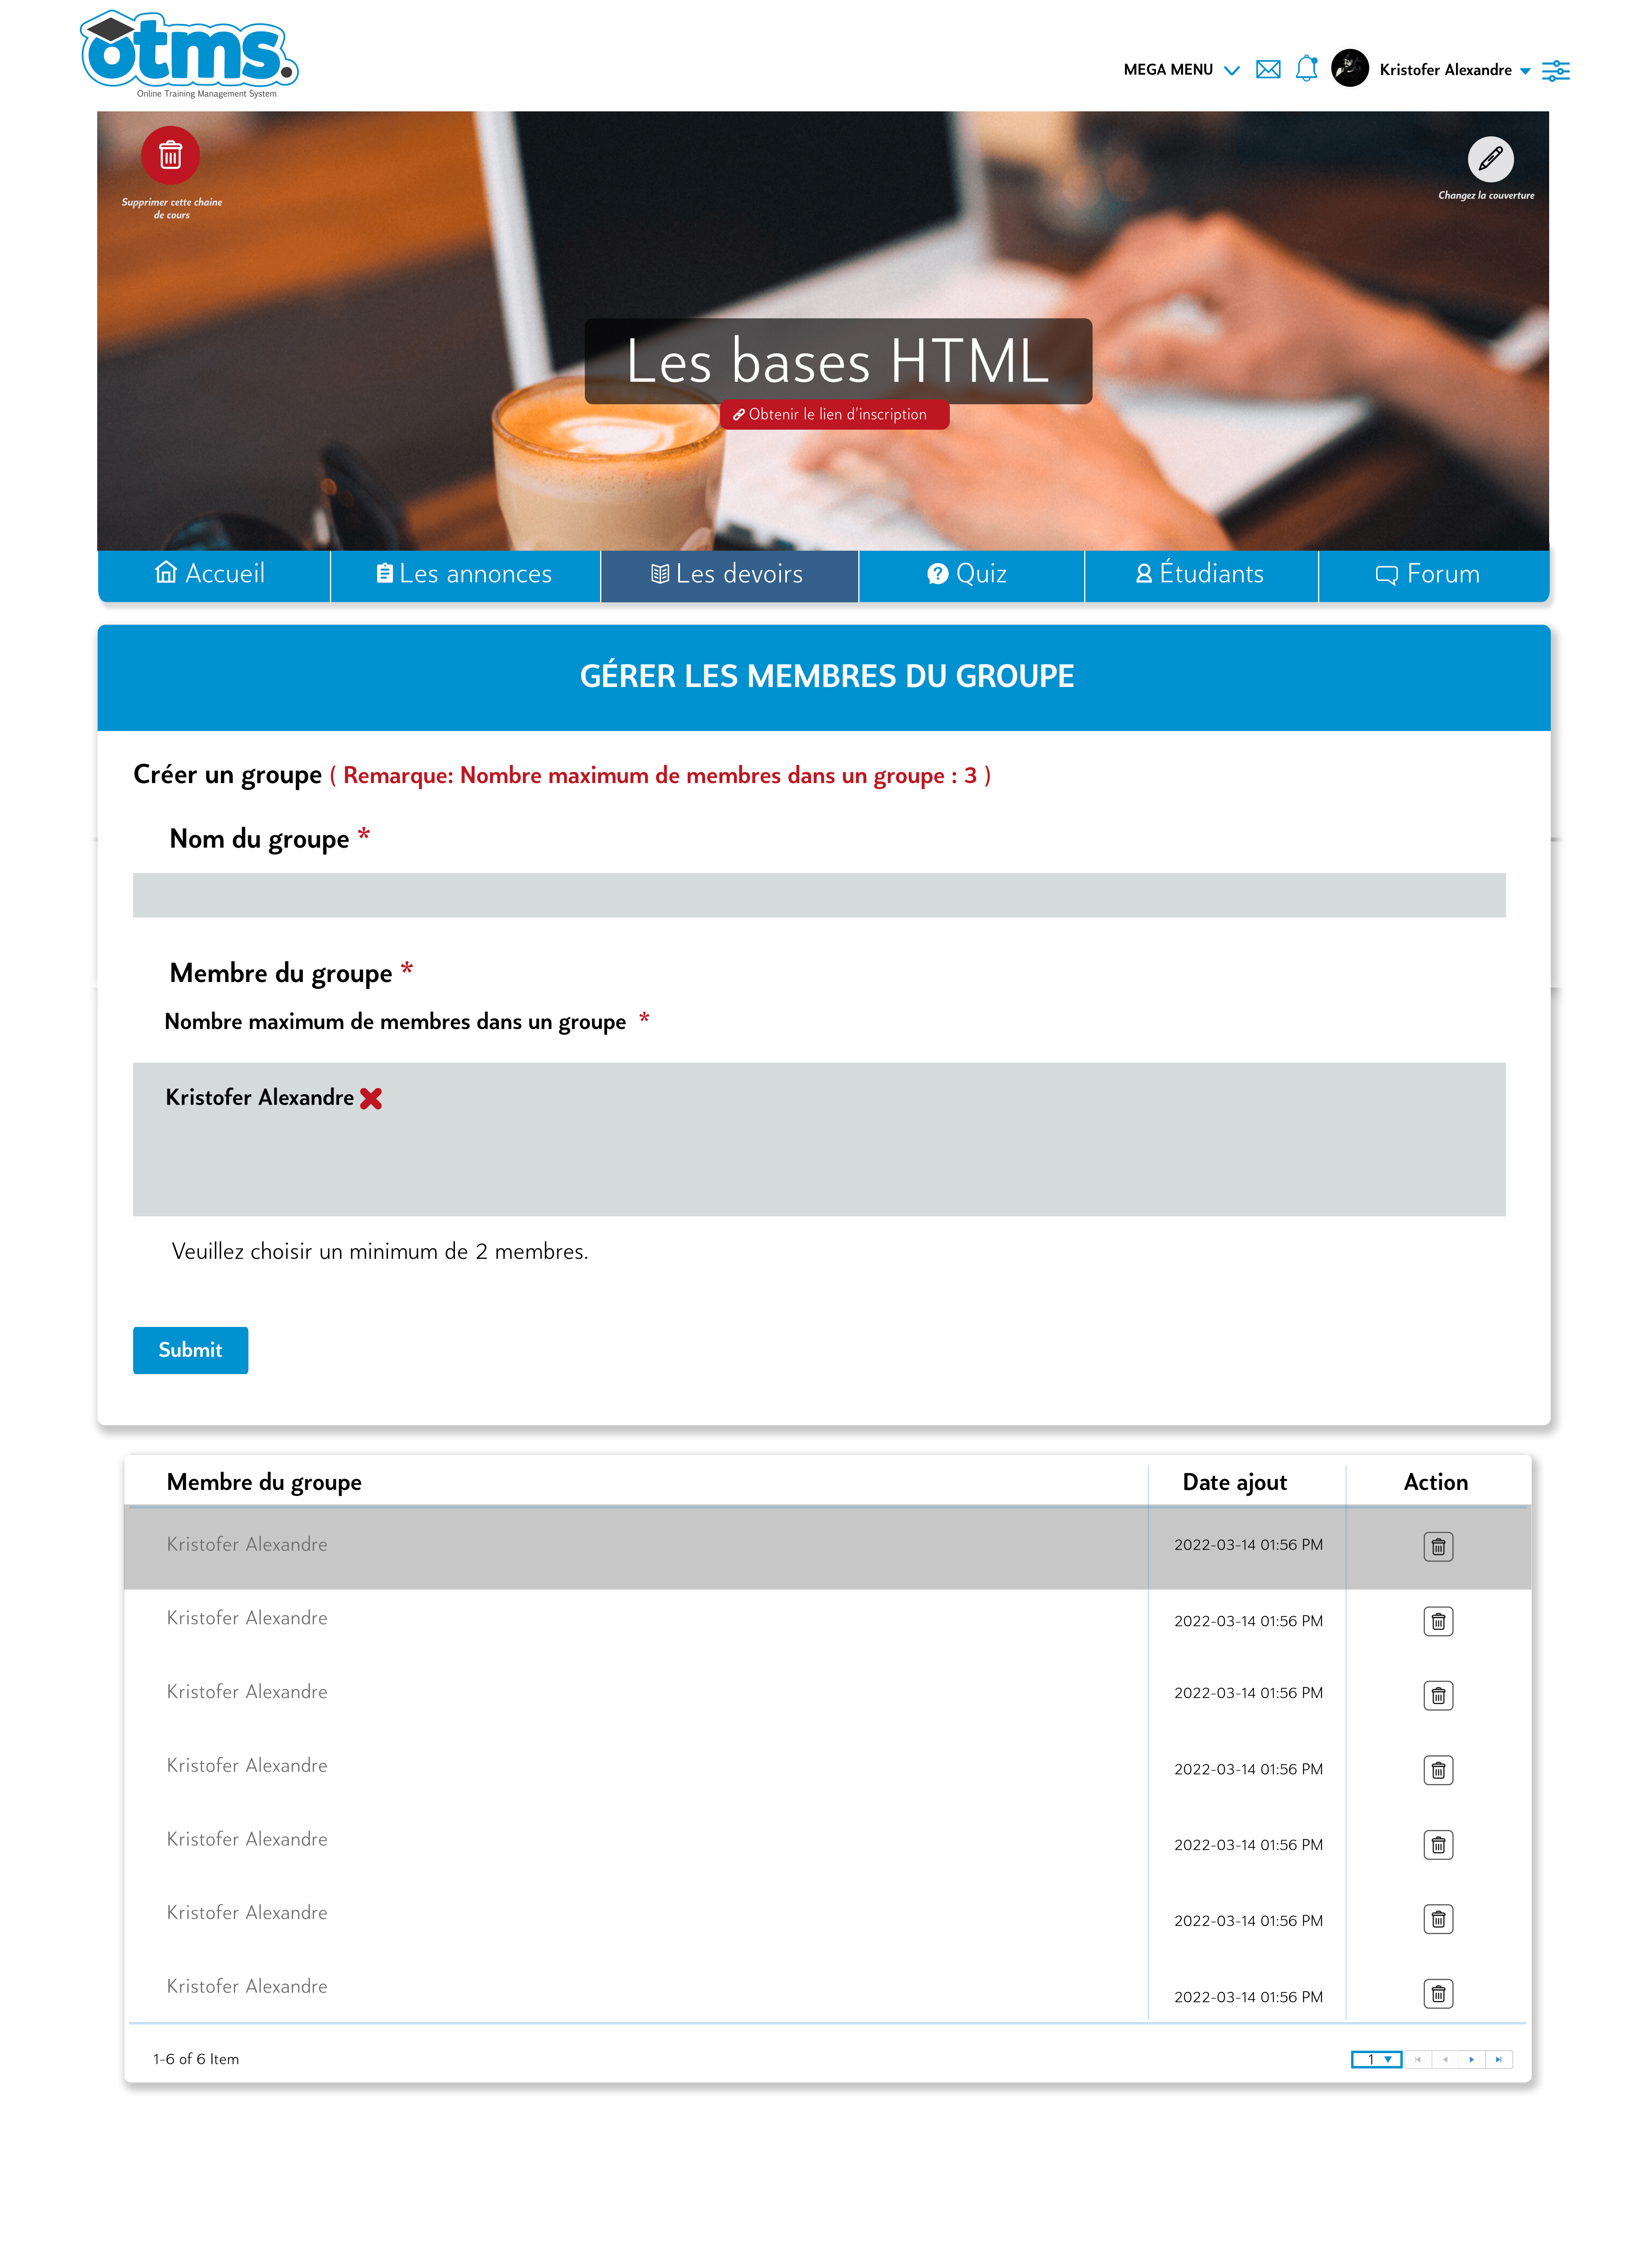 otms.
Online Training Management System
MEGA MENU
Kristofer Alexandre
Supprimer cette chaine
de cours
Changez la couverture
Les bases HTML
Obtenir le lien d'inscription
Accueil
Les annonces
Les devoirs
Quiz
Étudiants
Forum
GÉRER LES MEMBRES DU GROUPE
Créer un groupe ( Remarque: Nombre maximum de membres dans un groupe : 3 )
Nom du groupe *
Membre du groupe *
Nombre maximum de membres dans un groupe *
Kristofer Alexandre
Veuillez choisir un minimum de 2 membres.
Submit
Membre du groupe Date ajout Action
Kristofer Alexandre 2022-03-14 01:56 PM
Kristofer Alexandre 2022-03-14 01:56 PM
Kristofer Alexandre 2022-03-14 01:56 PM
Kristofer Alexandre 2022-03-14 01:56 PM
Kristofer Alexandre 2022-03-14 01:56 PM
Kristofer Alexandre 2022-03-14 01:56 PM
Kristofer Alexandre 2022-03-14 01:56 PM
1-6 of 6 Item 1